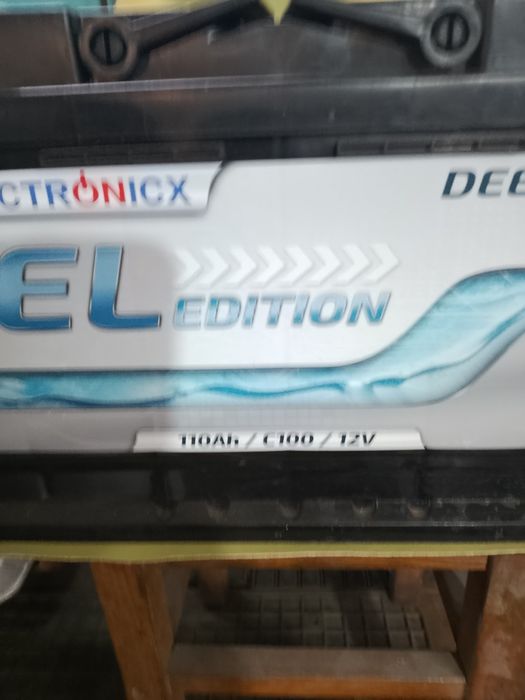 CTRONICX
DEE
EL
EDITION
110Ah / C100 / 12V